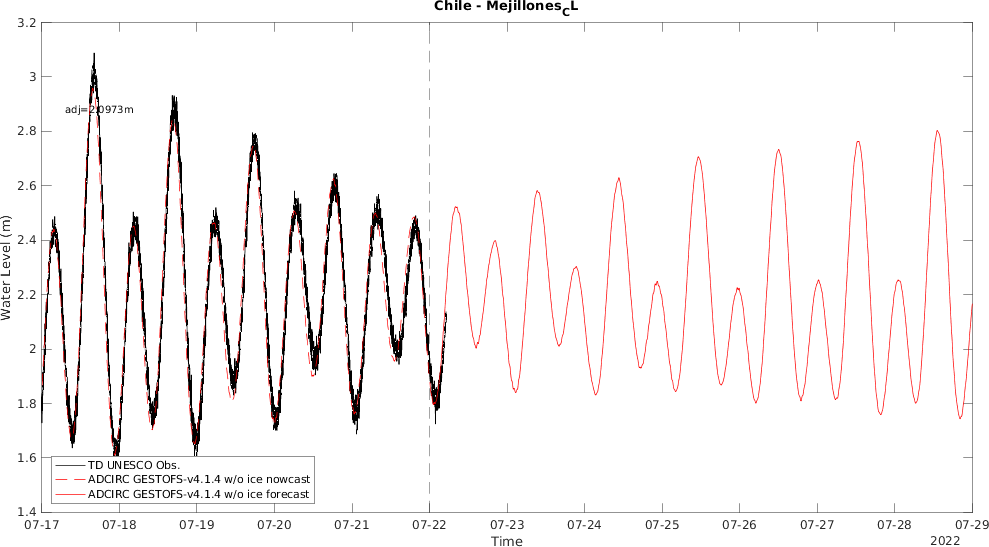 Chile - Mejillones_CL
3.2
3
2.8
2.6
2.4
2.2
2
1.8
1.6
1.4
Water Level (m)
adj=2.0973m
TD UNESCO Obs.
ADCIRC GESTOFS-v4.1.4 w/o ice nowcast
ADCIRC GESTOFS-v4.1.4 w/o ice forecast
07-17 07-18 07-19 07-20 07-21 07-22 07-23 07-24 07-25 07-26 07-27 07-28 07-29
Time
2022